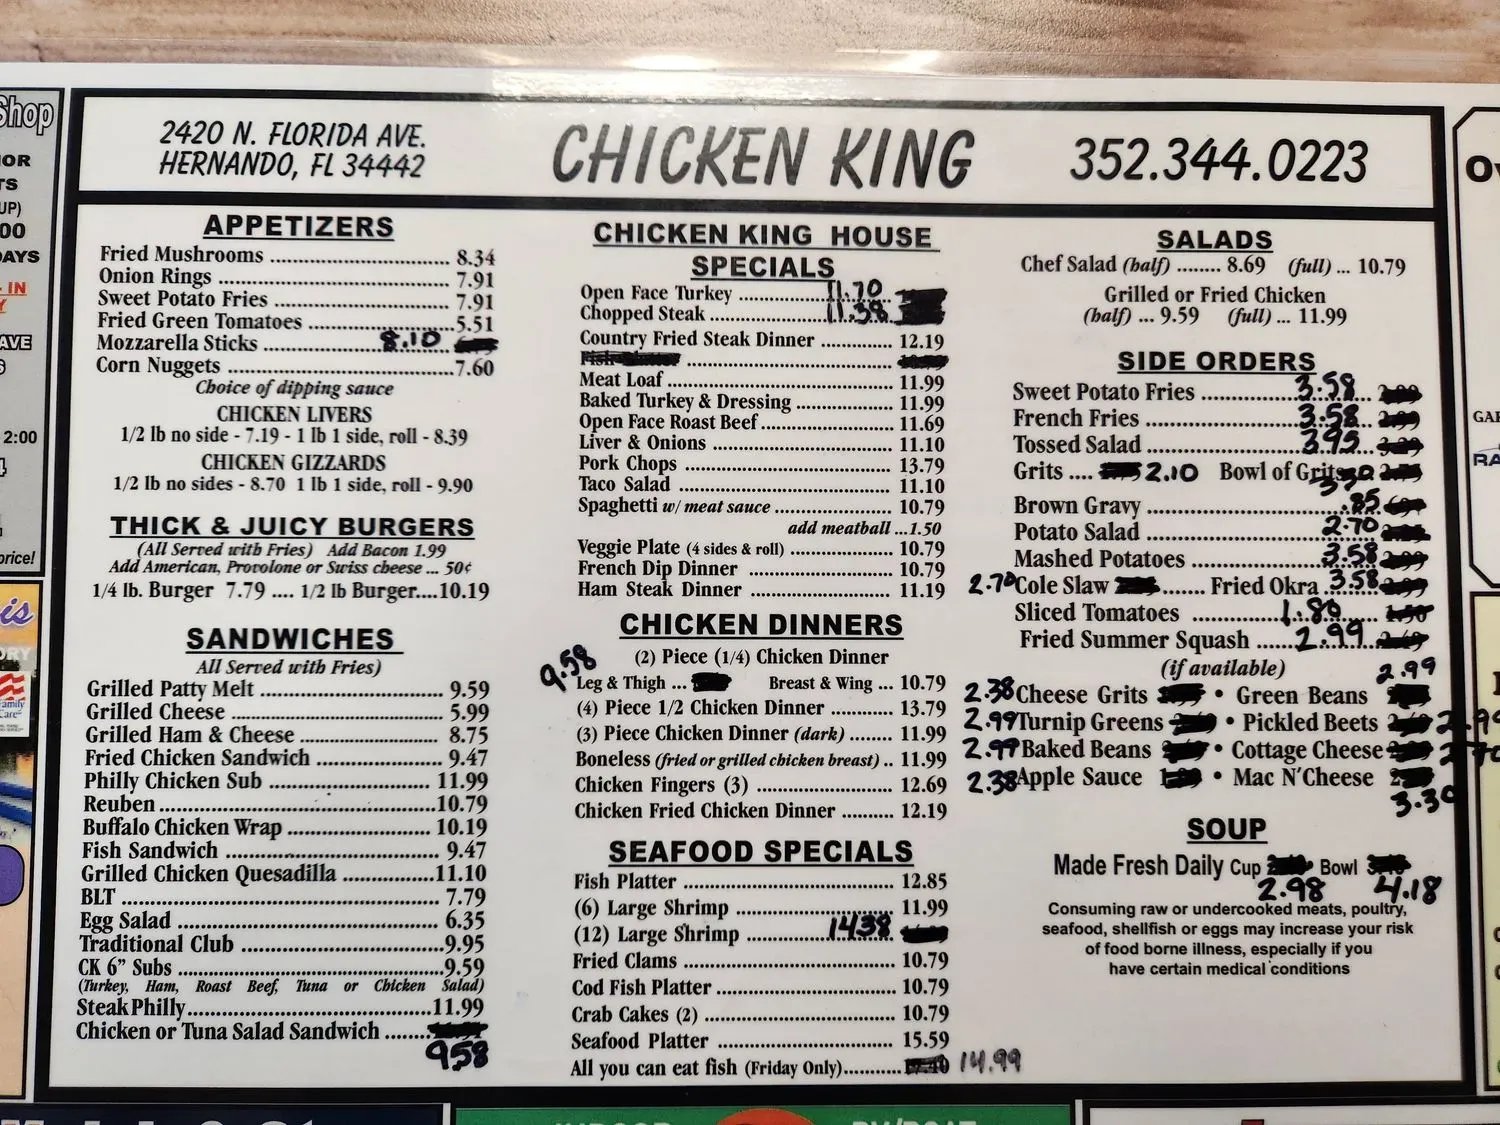 2420 N. FLORIDA AVE.
HERNANDO, FL 34442
CHICKEN KING
352.344.0223
APPETIZERS
Fried Mushrooms 8.34
Onion Rings 7.91
Sweet Potato Fries 7.91
Fried Green Tomatoes 5.51
Mozzarella Sticks 8.10
Corn Nuggets 7.60
Choice of dipping sauce
CHICKEN LIVERS
1/2 lb no side - 7.19 - 1 lb 1 side, roll - 8.39
CHICKEN GIZZARDS
1/2 lb no sides - 8.70 1 lb 1 side, roll - 9.90
THICK & JUICY BURGERS
(All Served with Fries) Add Bacon 1.99
Add American, Provolone or Swiss cheese ... 50¢
1/4 lb. Burger 7.79 .... 1/2 lb Burger....10.19
SANDWICHES
All Served with Fries)
Grilled Patty Melt 9.59
Grilled Cheese 5.99
Grilled Ham & Cheese 8.75
Fried Chicken Sandwich 9.47
Philly Chicken Sub 11.99
Reuben 10.79
Buffalo Chicken Wrap 10.19
Fish Sandwich 9.47
Grilled Chicken Quesadilla 11.10
BLT 7.79
Egg Salad 6.35
Traditional Club 9.95
CK 6” Subs 9.59
(Turkey, Ham, Roast Beef, Tuna or Chicken Salad)
Steak Philly 11.99
Chicken or Tuna Salad Sandwich
9.58
CHICKEN KING HOUSE
SPECIALS
Open Face Turkey 11.70
Chopped Steak 11.38
Country Fried Steak Dinner 12.19
Meat Loaf 11.99
Baked Turkey & Dressing 11.99
Open Face Roast Beef 11.69
Liver & Onions 11.10
Pork Chops 13.79
Taco Salad 11.10
Spaghetti w/ meat sauce 10.79
add meatball ...1.50
Veggie Plate (4 sides & roll) 10.79
French Dip Dinner 10.79
Ham Steak Dinner 11.19
CHICKEN DINNERS
(2) Piece (1/4) Chicken Dinner
9.58
Leg & Thigh ... Breast & Wing ... 10.79
(4) Piece 1/2 Chicken Dinner 13.79
(3) Piece Chicken Dinner (dark) 11.99
Boneless (fried or grilled chicken breast) .. 11.99
Chicken Fingers (3) 12.69
Chicken Fried Chicken Dinner 12.19
SEAFOOD SPECIALS
Fish Platter 12.85
(6) Large Shrimp 11.99
(12) Large Shrimp 14.38
Fried Clams 10.79
Cod Fish Platter 10.79
Crab Cakes (2) 10.79
Seafood Platter 15.59
All you can eat fish (Friday Only) 14.99
SALADS
Chef Salad (half) ........ 8.69 (full) ... 10.79
Grilled or Fried Chicken
(half) ... 9.59 (full) ... 11.99
SIDE ORDERS
Sweet Potato Fries 3.58
French Fries 3.58
Tossed Salad 3.95
Grits .... 2.10 Bowl of Grits 3.30
Brown Gravy .85
Potato Salad 2.70
Mashed Potatoes 3.58
2.70 Cole Slaw ....... Fried Okra 3.58
Sliced Tomatoes 1.80
Fried Summer Squash 2.99
(if available)
2.99
2.38 Cheese Grits • Green Beans
2.99 Turnip Greens • Pickled Beets
2.99 Baked Beans • Cottage Cheese
2.38 Apple Sauce • Mac N'Cheese
3.30
SOUP
Made Fresh Daily Cup Bowl
2.98 4.18
Consuming raw or undercooked meats, poultry,
seafood, shellfish or eggs may increase your risk
of food borne illness, especially if you
have certain medical conditions